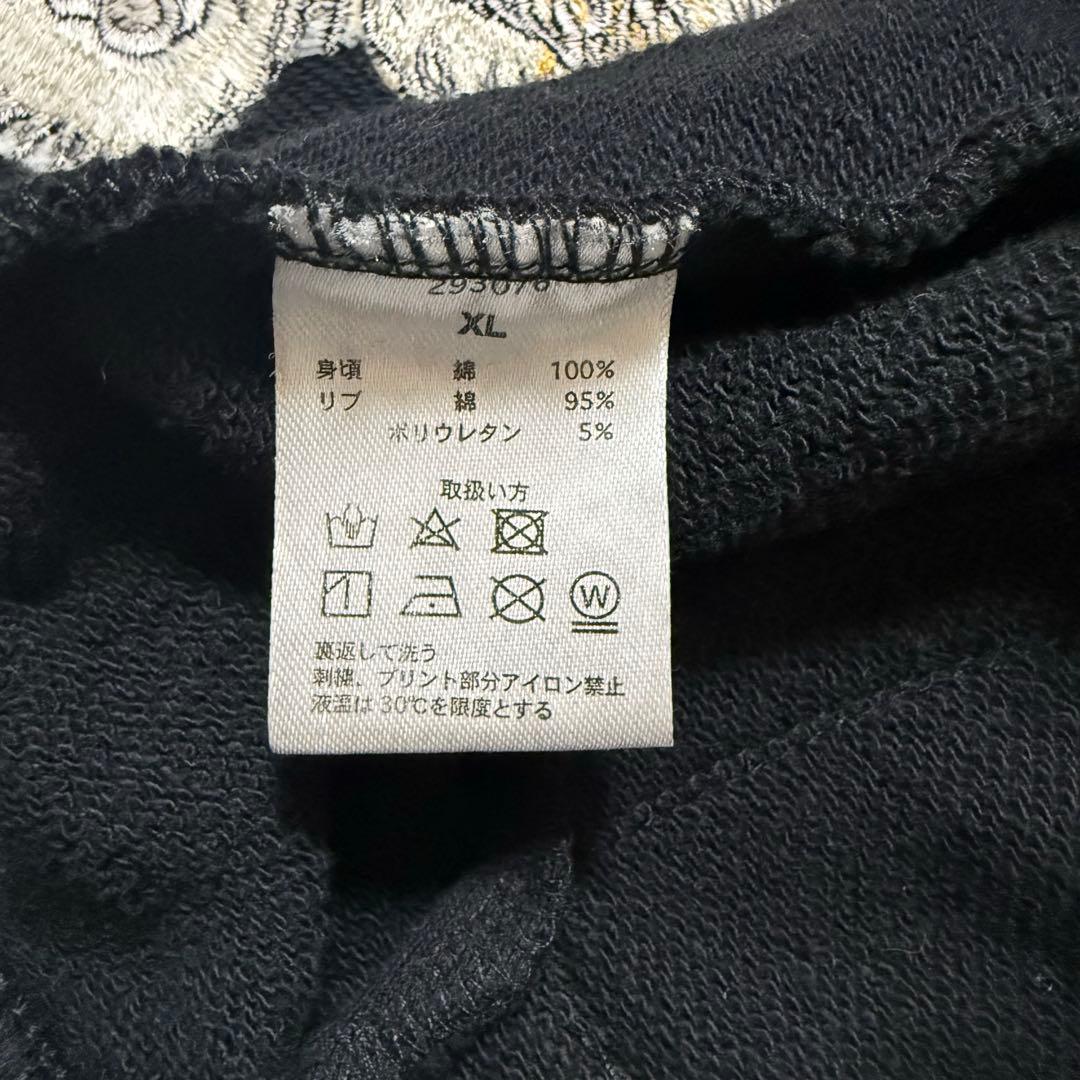 293076
XL
身頃 綿 100%
リブ 綿 95%
ポリウレタン 5%
取扱い方
W
裏返して洗う
刺繍、プリント部分アイロン禁止
液温は30℃を限度とする